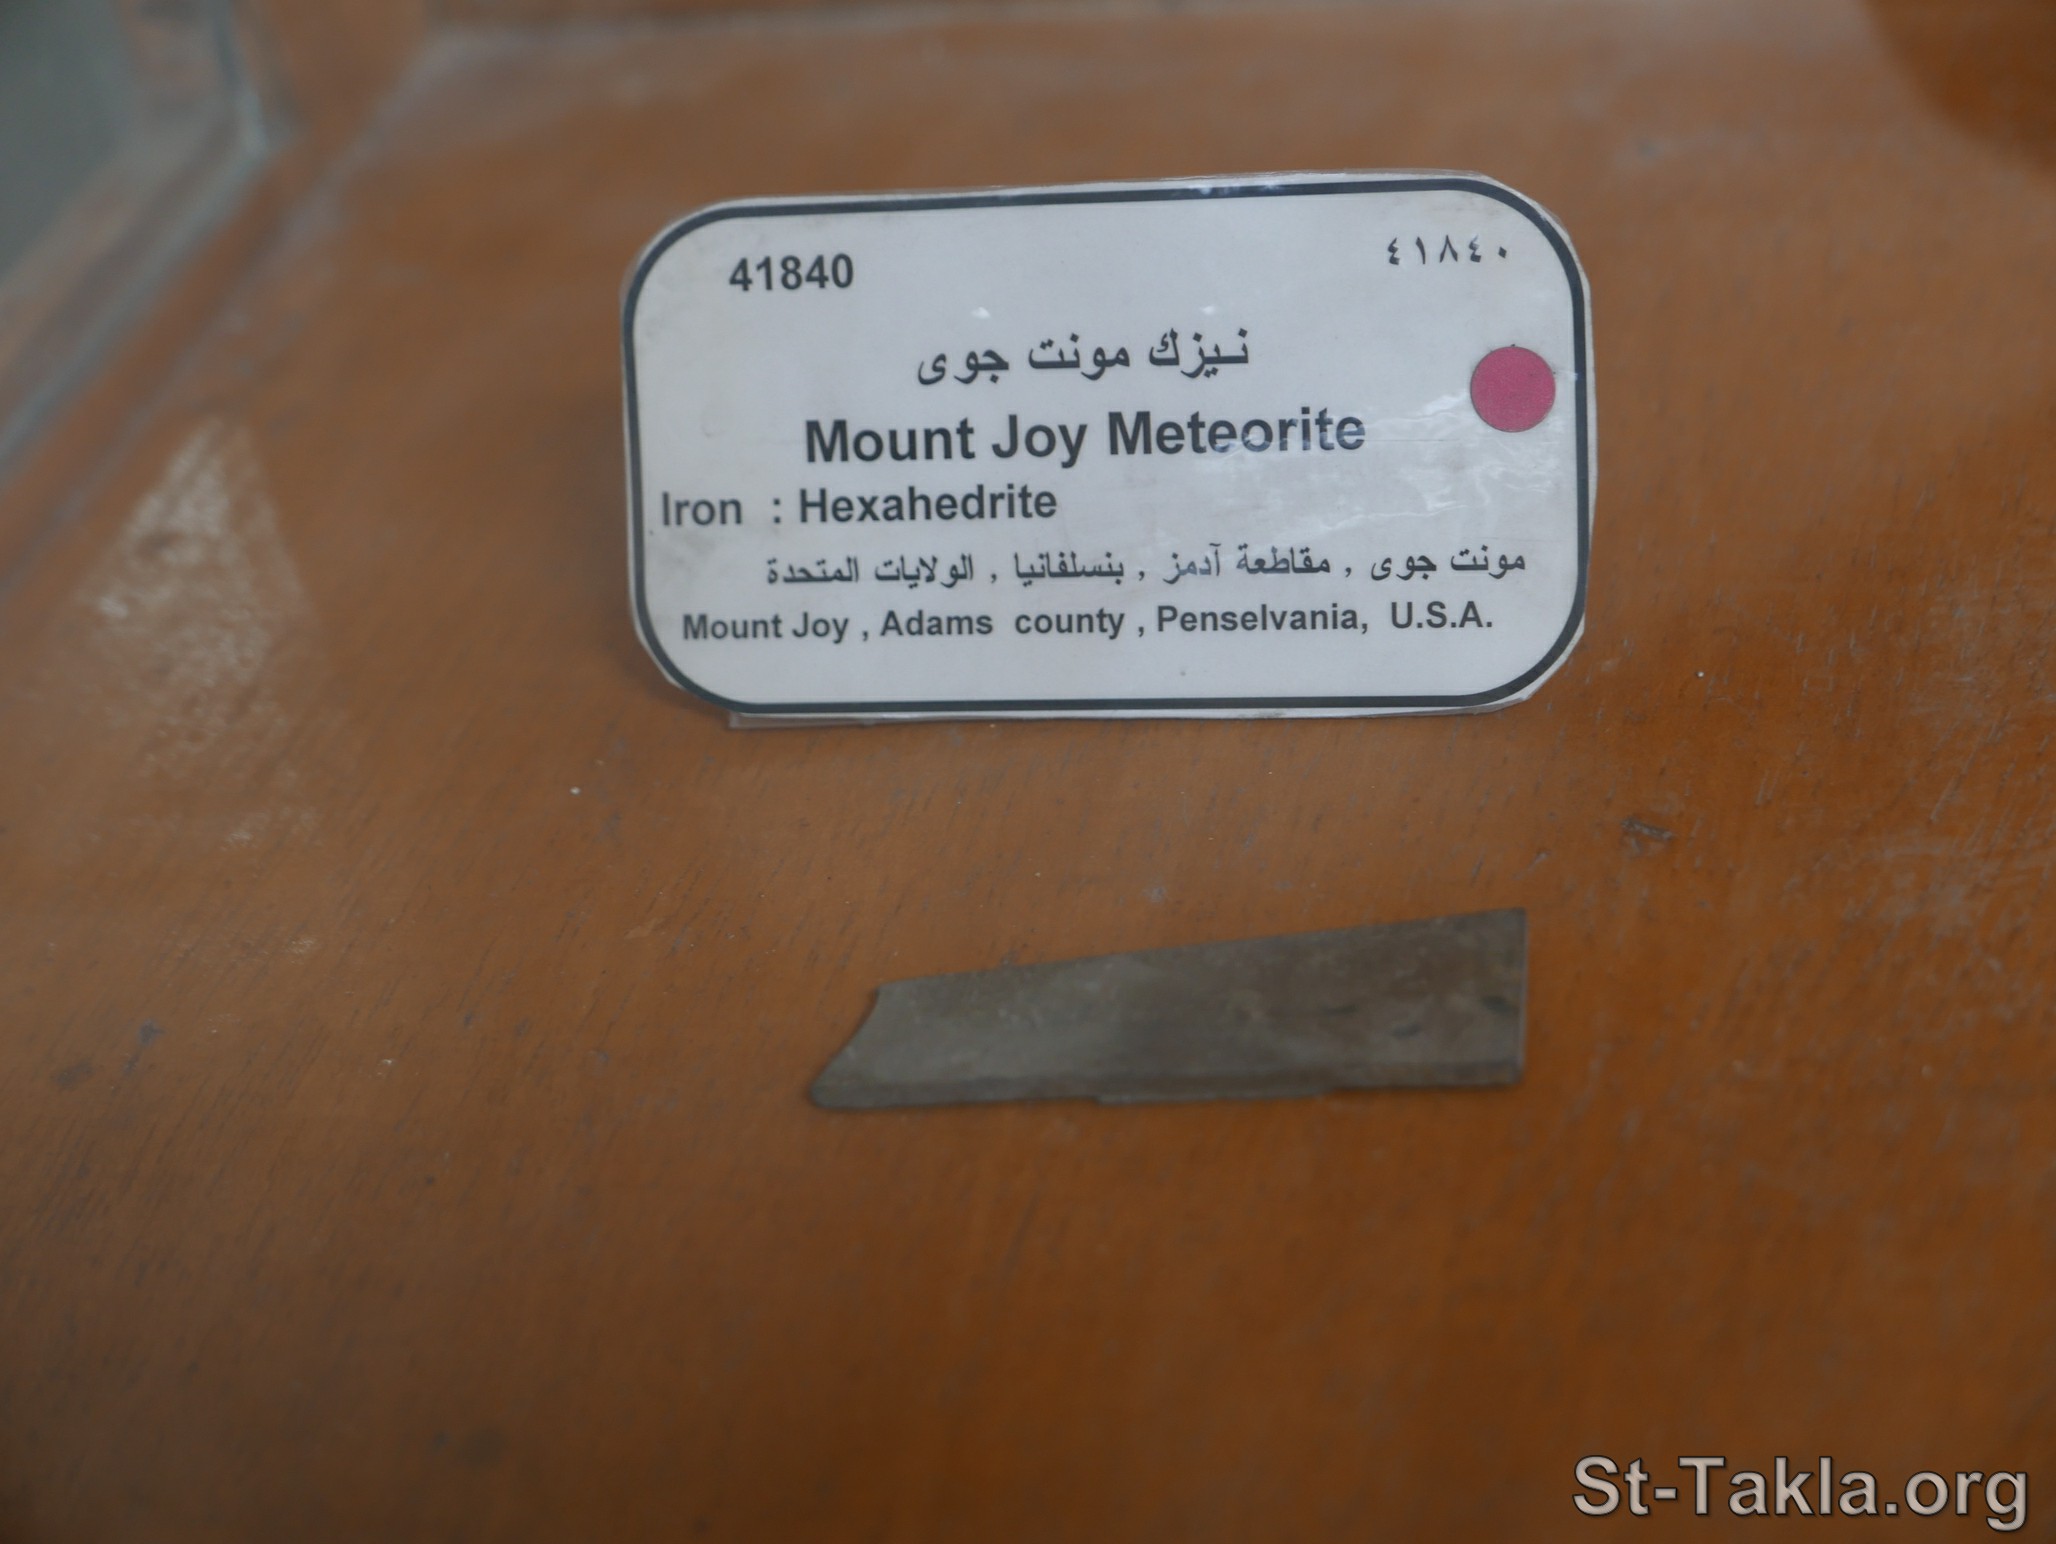 41840 ٤١٨٤٠
نيزك مونت جوى
Mount Joy Meteorite
Iron : Hexahedrite
مونت جوى , مقاطعة آدمز , بنسلفانيا , الولايات المتحدة
Mount Joy , Adams county , Penselvania, U.S.A.
St-Takla.org